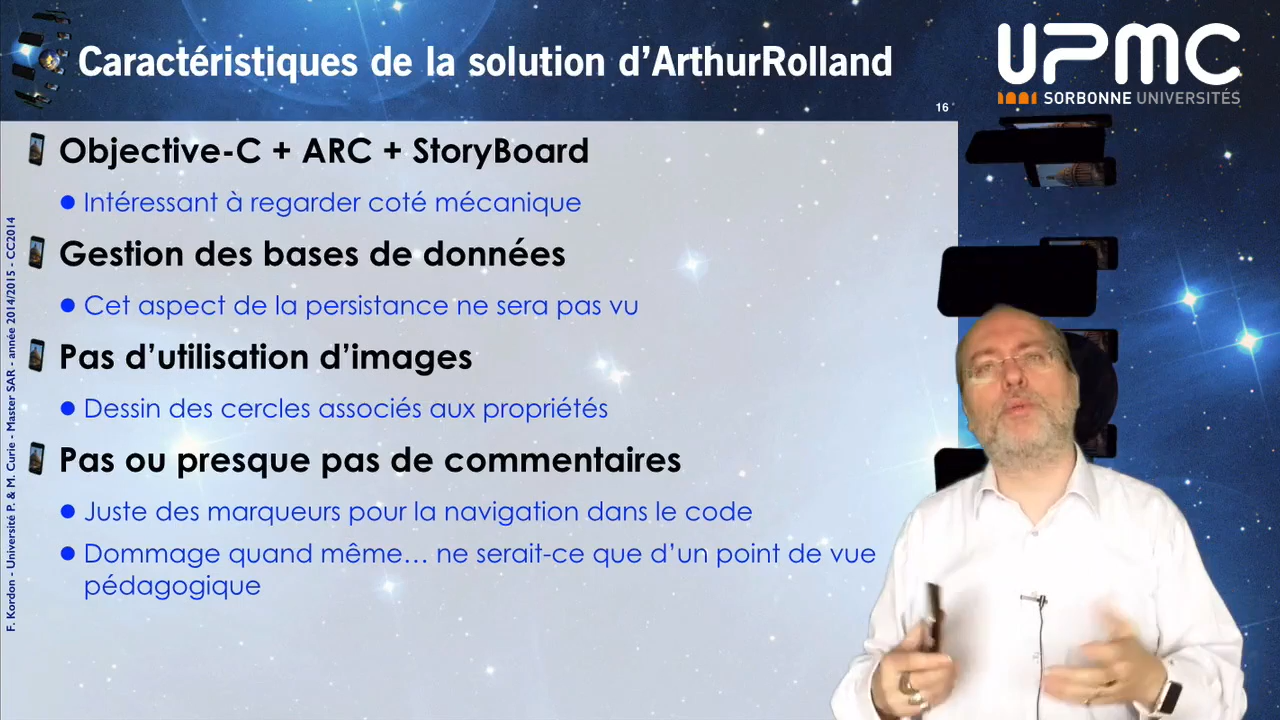 Caractéristiques de la solution d'ArthurRolland
UPMC
SORBONNE UNIVERSITÉS
16
Objective-C + ARC + StoryBoard
Intéressant à regarder coté mécanique
Gestion des bases de données
Cet aspect de la persistance ne sera pas vu
Pas d'utilisation d'images
Dessin des cercles associés aux propriétés
Pas ou presque pas de commentaires
Juste des marqueurs pour la navigation dans le code
Dommage quand même… ne serait-ce que d'un point de vue
pédagogique
F. Kordon - Université P. & M. Curie - Master SAR - année 2014/2015 - CC2014